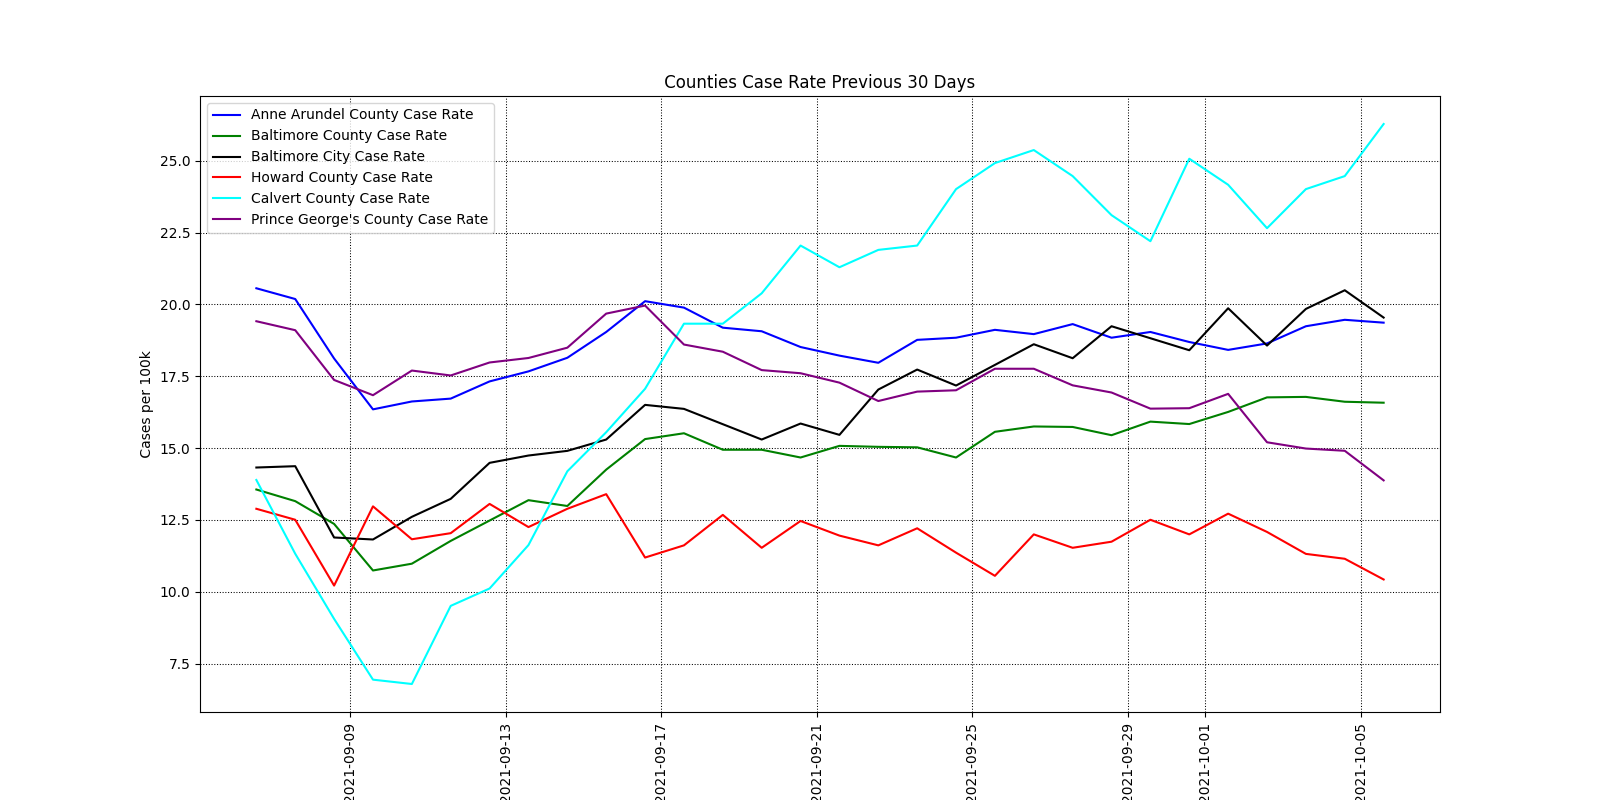 Counties Case Rate Previous 30 Days
Anne Arundel County Case Rate
Baltimore County Case Rate
Baltimore City Case Rate
Howard County Case Rate
Calvert County Case Rate
Prince George's County Case Rate
Cases per 100k
25.0
22.5
20.0
17.5
15.0
12.5
10.0
7.5
2021-09-09
2021-09-13
2021-09-17
2021-09-21
2021-09-25
2021-09-29
2021-10-01
2021-10-05